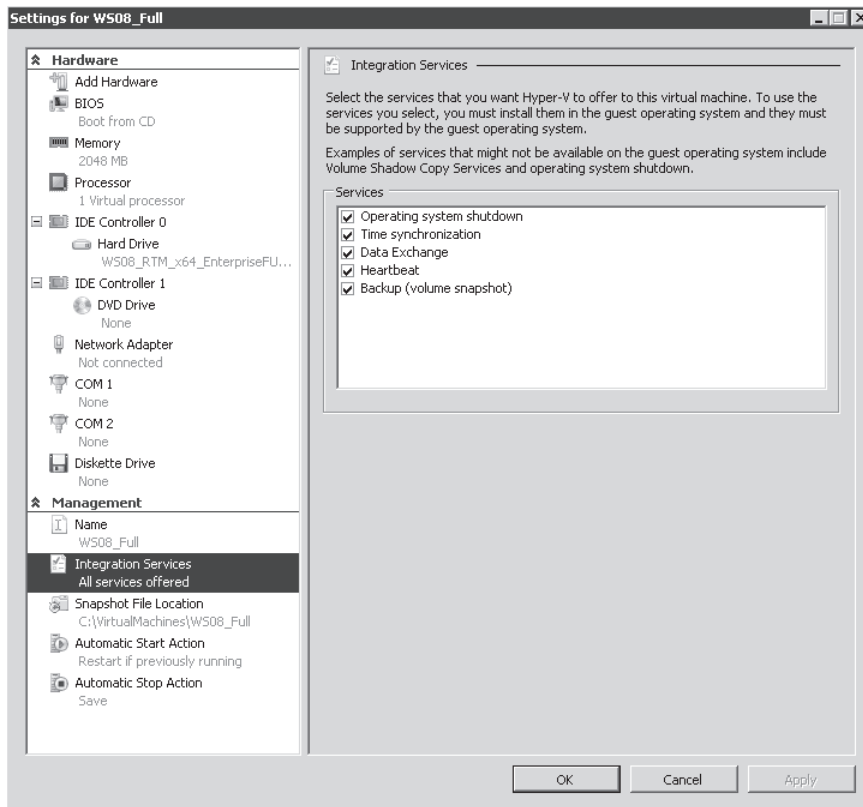 Settings for WS08_Full
Hardware
Add Hardware
BIOS
Boot from CD
Memory
2048 MB
Processor
1 Virtual processor
IDE Controller 0
Hard Drive
WS08_RTM_x64_EnterpriseFU...
IDE Controller 1
DVD Drive
None
Network Adapter
Not connected
COM 1
None
COM 2
None
Diskette Drive
None
Management
Name
WS08_Full
Integration Services
All services offered
Snapshot File Location
C:\VirtualMachines\WS08_Full
Automatic Start Action
Restart if previously running
Automatic Stop Action
Save
Integration Services
Select the services that you want Hyper-V to offer to this virtual machine. To use the
services you select, you must install them in the guest operating system and they must
be supported by the guest operating system.
Examples of services that might not be available on the guest operating system include
Volume Shadow Copy Services and operating system shutdown.
Services
Operating system shutdown
Time synchronization
Data Exchange
Heartbeat
Backup (volume snapshot)
OK
Cancel
Apply